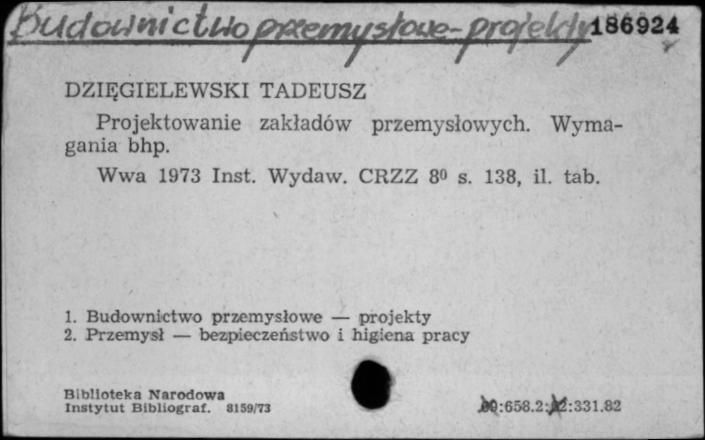 Budownictwo przemysłowe - projekty 186924
DZIĘGIELEWSKI TADEUSZ
Projektowanie zakładów przemysłowych. Wyma-
gania bhp.
Wwa 1973 Inst. Wydaw. CRZZ 8⁰ s. 138, il. tab.
1. Budownictwo przemysłowe — projekty
2. Przemysł — bezpieczeństwo i higiena pracy
Biblioteka Narodowa
Instytut Bibliograf. 8159/73
:658.2: :331.82